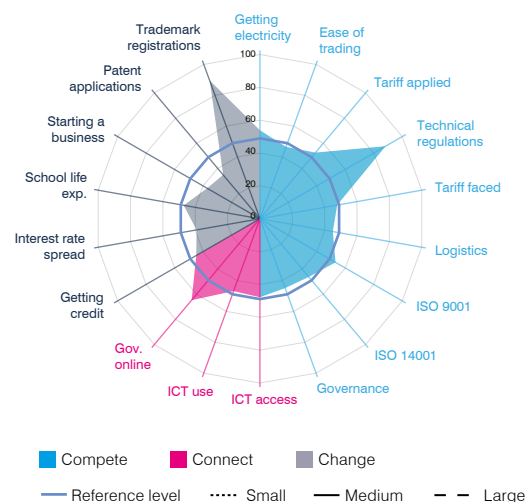 Getting
electricity
Ease of
trading
Tariff applied
Technical
regulations
Tariff faced
Logistics
ISO 9001
ISO 14001
Governance
ICT access
ICT use
Gov.
online
Getting
credit
Interest rate
spread
School life
exp.
Starting a
business
Patent
applications
Trademark
registrations
100
80
60
40
20
0
Compete
Connect
Change
Reference level
Small
Medium
Large